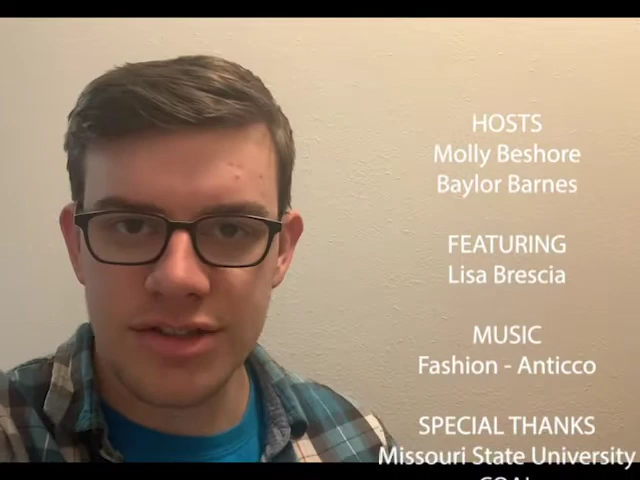 HOSTS
Molly Beshore
Baylor Barnes
FEATURING
Lisa Brescia
MUSIC
Fashion - Anticco
SPECIAL THANKS
Missouri State University